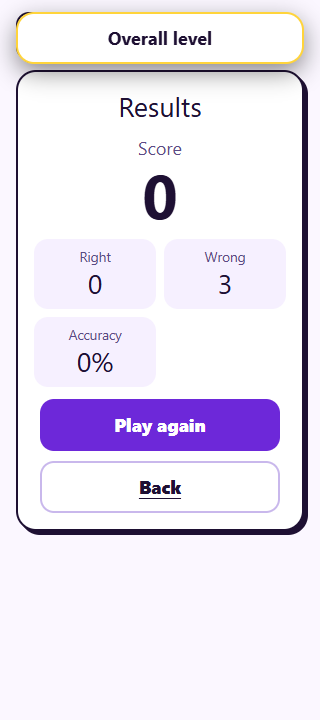 Overall level
Results
Score
0
Right
0
Wrong
3
Accuracy
0%
Play again
Back